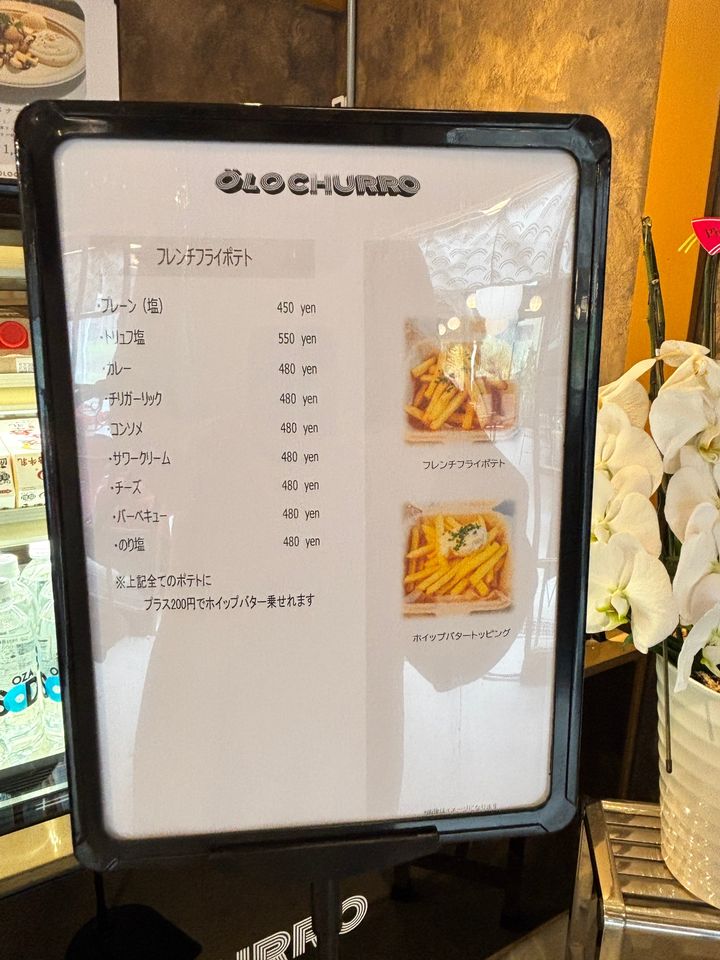 ÖLOCHURRO
フレンチフライポテト
・プレーン（塩） 450 yen
・トリュフ塩 550 yen
・カレー 480 yen
・チリガーリック 480 yen
・コンソメ 480 yen
・サワークリーム 480 yen
・チーズ 480 yen
・バーベキュー 480 yen
・のり塩 480 yen
※上記全てのポテトに
プラス200円でホイップバター乗せれます
フレンチフライポテト
ホイップバタートッピング
OZA
SODA
URRO